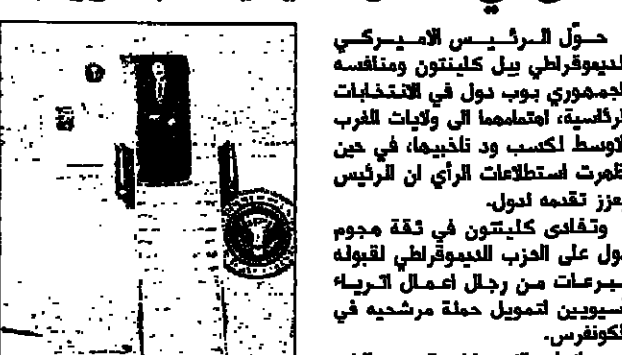 حوّل الرئيس الاميركي
الديموقراطي بيل كلينتون ومنافسه
الجمهوري بوب دول في الانتخابات
الرئاسية، اهتمامهما الى ولايات الغرب
الاوسط لكسب ود ناخبيها، في حين
ظهرت استطلاعات الرأي ان الرئيس
عزز تقدمه لدول.
وتفادى كلينتون في ثقة هجوم
دول على الحزب الديموقراطي لقبوله
تبرعات من رجال اعمال اثرياء
آسيويين لتمويل حملة مرشحيه في
الكونغرس.